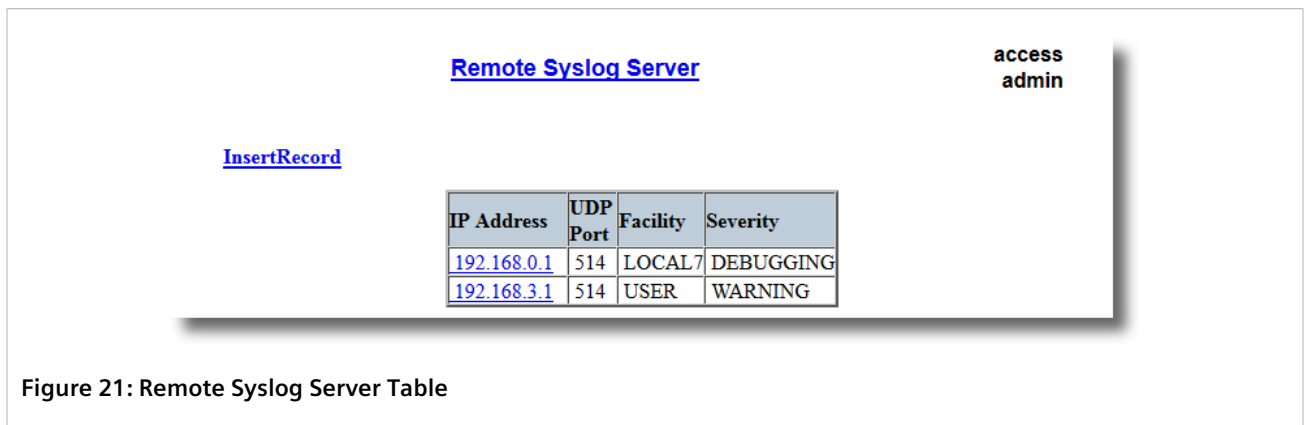 Remote Syslog Server
access
admin
InsertRecord
IP Address UDP Port Facility Severity
192.168.0.1 514 LOCAL7 DEBUGGING
192.168.3.1 514 USER WARNING
Figure 21: Remote Syslog Server Table